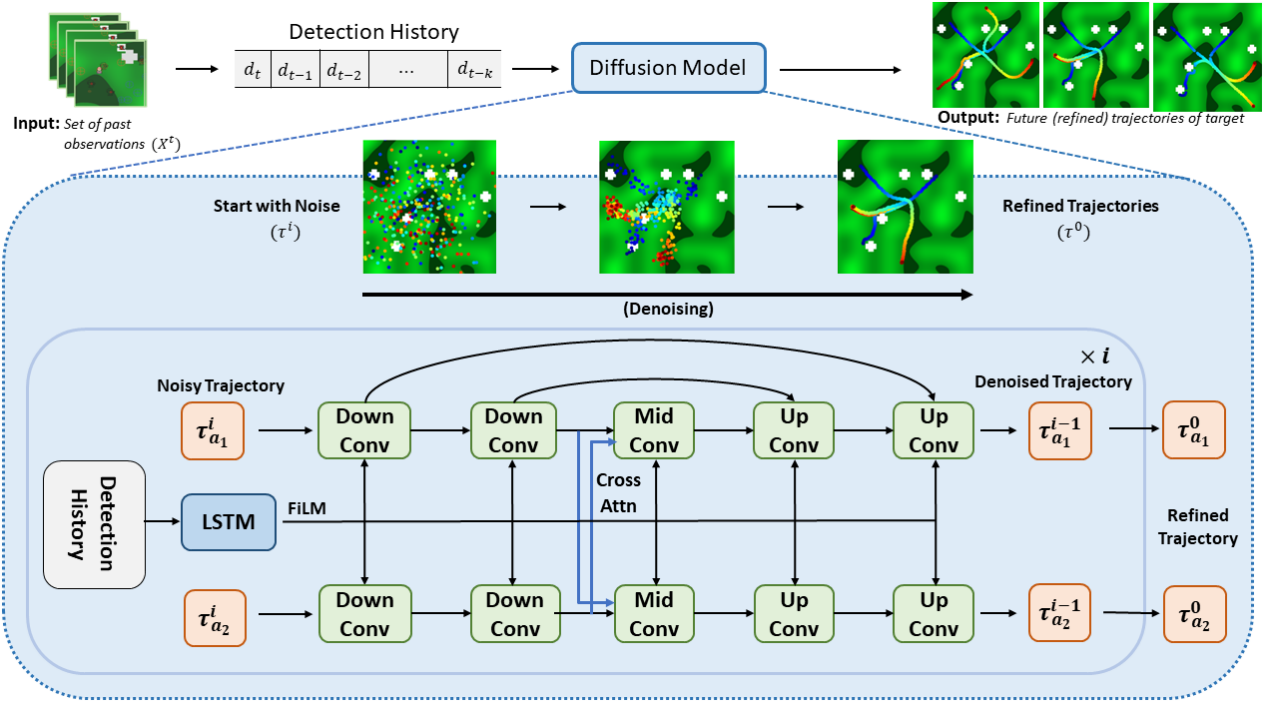 Detection History
d_t d_{t-1} d_{t-2} ... d_{t-k}
Diffusion Model
Input: Set of past
observations (X^t)
Output: Future (refined) trajectories of target
Start with Noise
(τ^i)
Refined Trajectories
(τ^0)
(Denoising)
× i
Noisy Trajectory
Denoised Trajectory
τ^i_{a_1}
Down
Conv
Down
Conv
Mid
Conv
Up
Conv
Up
Conv
τ^{i-1}_{a_1}
τ^0_{a_1}
Cross
Attn
Detection
History
LSTM
FiLM
Refined
Trajectory
τ^i_{a_2}
Down
Conv
Down
Conv
Mid
Conv
Up
Conv
Up
Conv
τ^{i-1}_{a_2}
τ^0_{a_2}